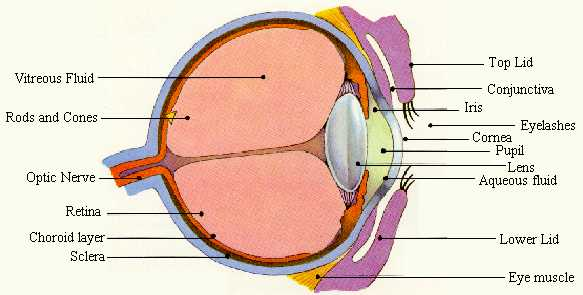 Vitreous Fluid
Rods and Cones
Optic Nerve
Retina
Choroid layer
Sclera
Top Lid
Conjunctiva
Iris
Eyelashes
Cornea
Pupil
Lens
Aqueous fluid
Lower Lid
Eye muscle